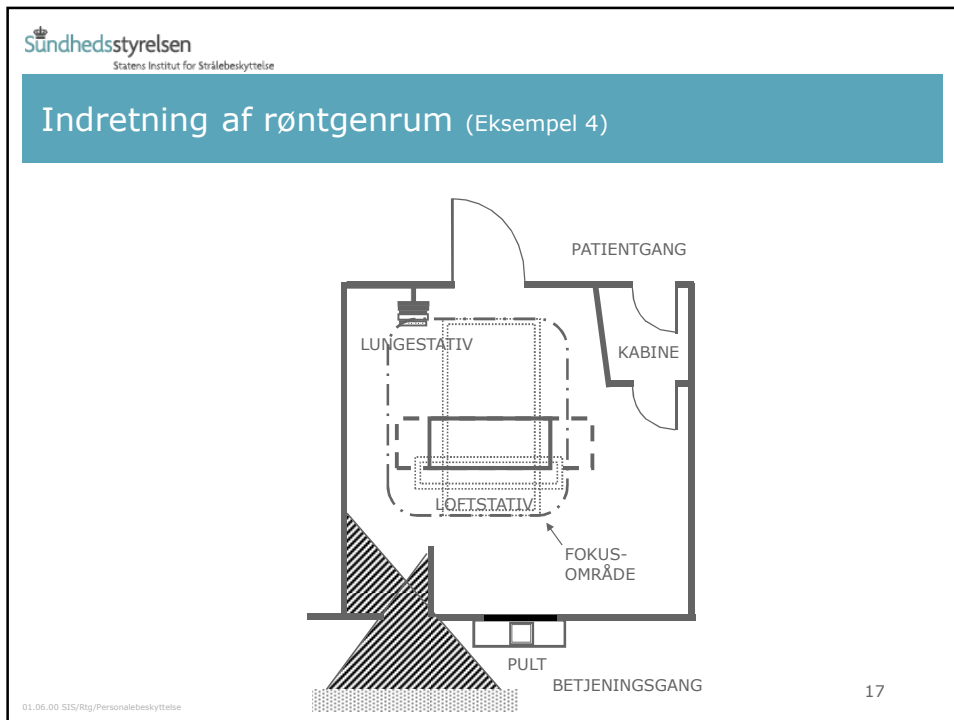 Sundhedsstyrelsen
Statens Institut for Strålebeskyttelse
Indretning af røntgenrum (Eksempel 4)
PATIENTGANG
LUNGESTATIV
KABINE
LOFTSTATIV
FOKUS-
OMRÅDE
PULT
BETJENINGSGANG
17
01.06.00 SIS/Rtg/Personalebeskyttelse